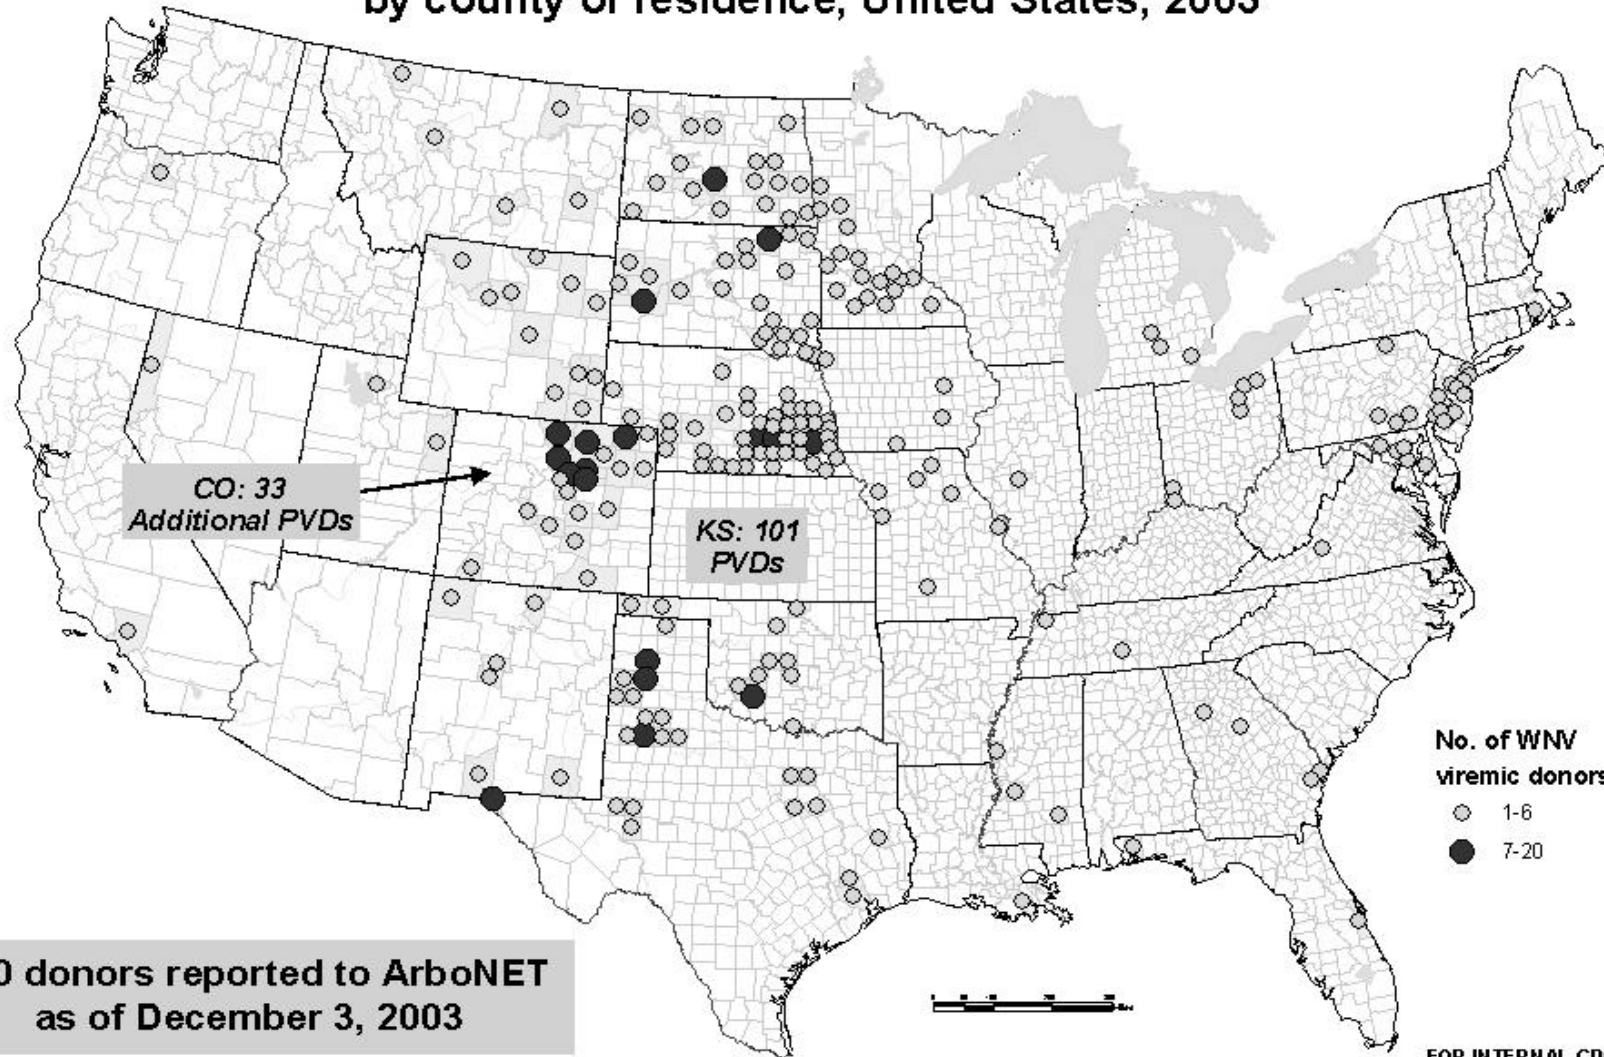 by county of residence, United States, 2003
CO: 33
Additional PVDs
KS: 101
PVDs
No. of WNV
viremic donors
1-6
7-20
0 donors reported to ArboNET
as of December 3, 2003
FOR INTERNAL